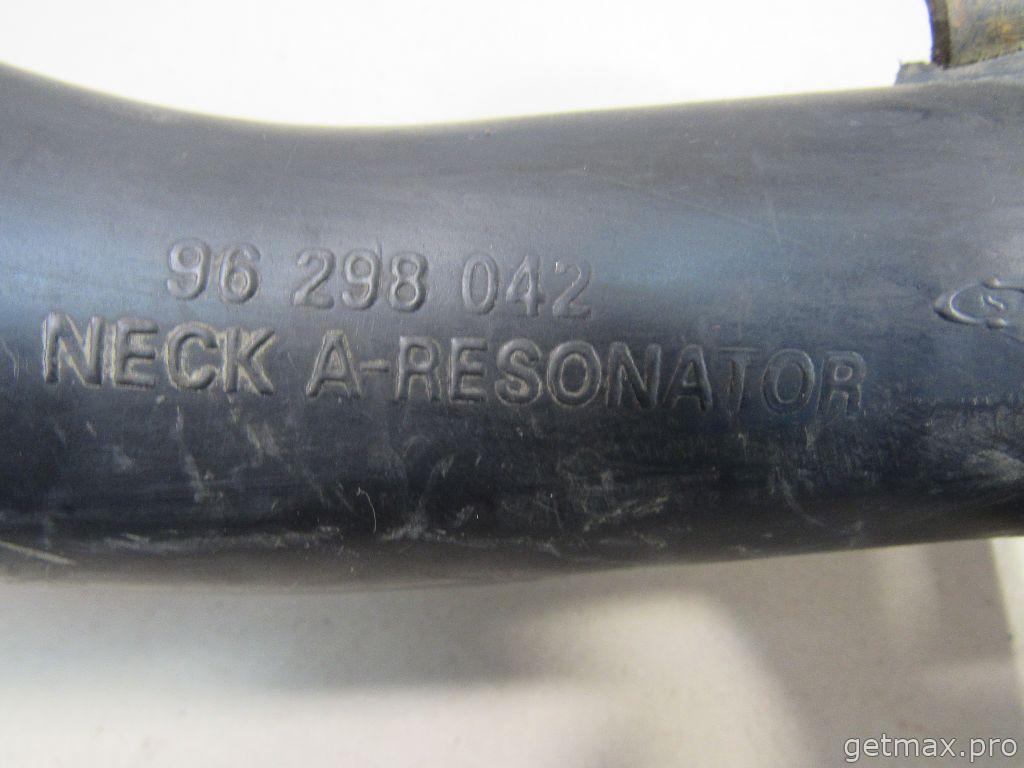 96 298 042
NECK A-RESONATOR
getmax.pro